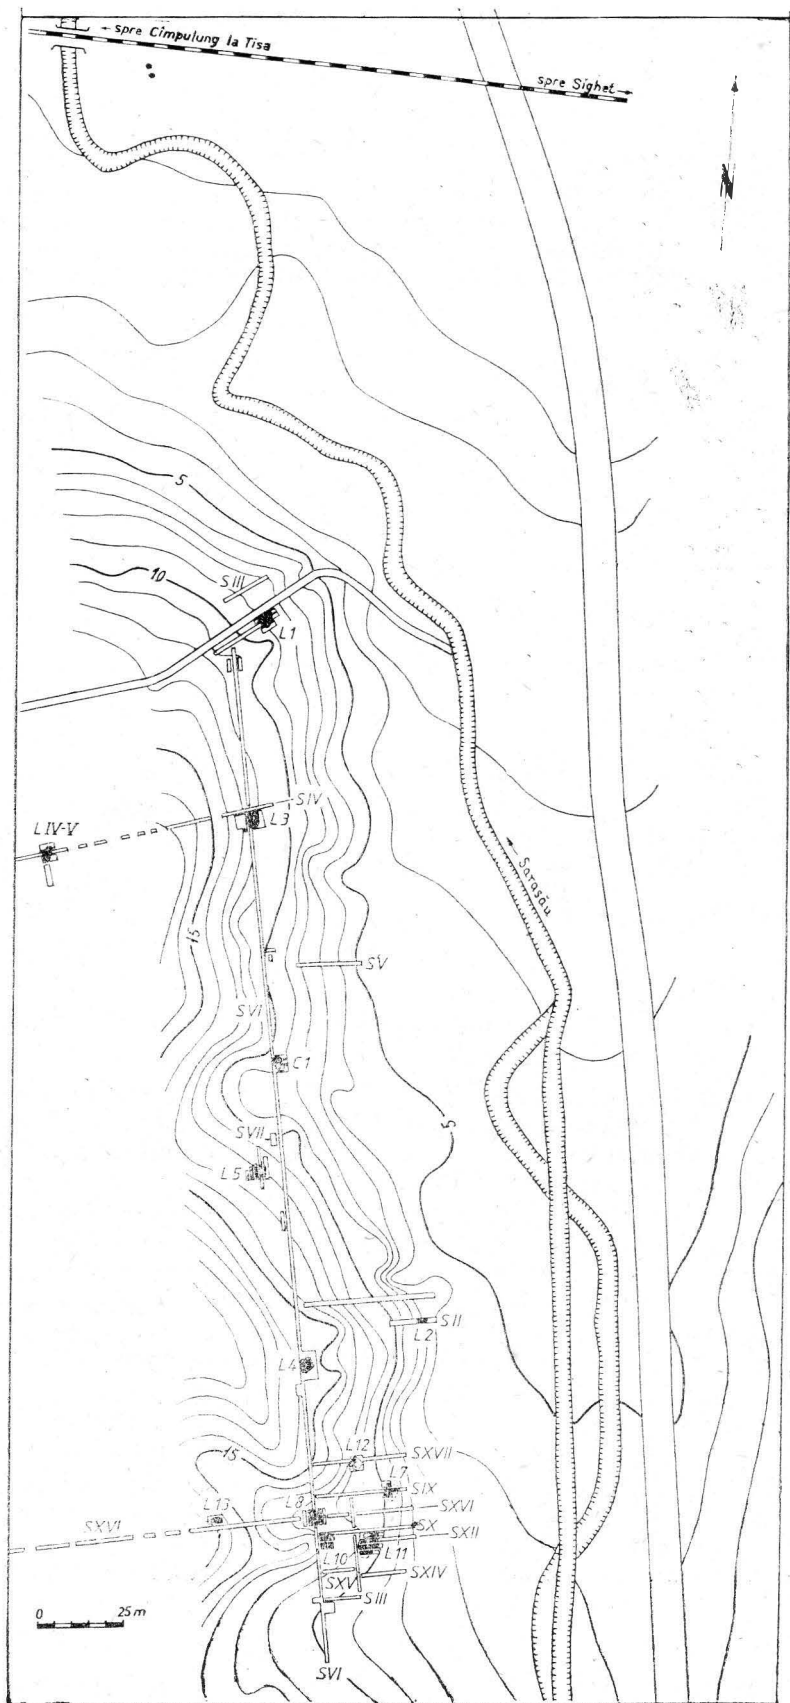 ← spre Cîmpulung la Tisa
spre Sighet →
N
5
10
S III
L1
S IV
L3
L IV-V
15
Sarasău
S V
S VI
C1
S VII
L5
5
S II
L2
L4
15
L12
S XVII
L7
S IX
L13
L8
S XVI
S XVI
S X
S XII
L10
L11
S XV
S XIV
S III
0 25 m
S VI